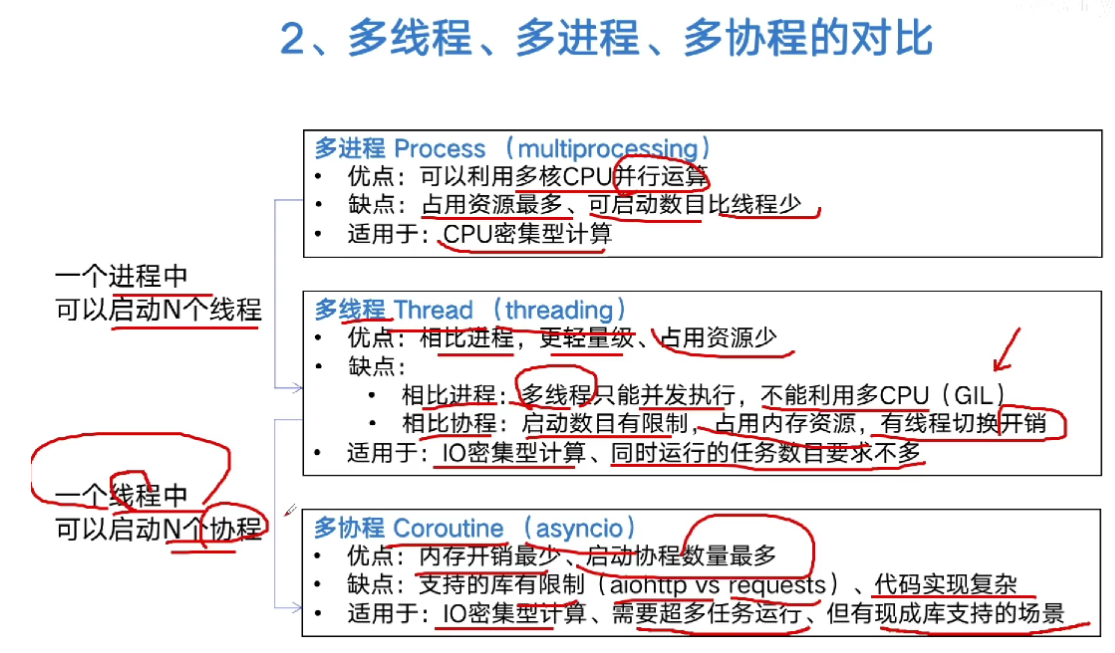 2、多线程、多进程、多协程的对比
多进程 Process （multiprocessing）
• 优点：可以利用多核CPU并行运算
• 缺点：占用资源最多、可启动数目比线程少
• 适用于：CPU密集型计算
一个进程中
可以启动N个线程
多线程 Thread （threading）
• 优点：相比进程，更轻量级、占用资源少
• 缺点：
• 相比进程：多线程只能并发执行，不能利用多CPU（GIL）
• 相比协程：启动数目有限制，占用内存资源，有线程切换开销
• 适用于：IO密集型计算、同时运行的任务数目要求不多
一个线程中
可以启动N个协程
多协程 Coroutine （asyncio）
• 优点：内存开销最少、启动协程数量最多
• 缺点：支持的库有限制（aiohttp vs requests）、代码实现复杂
• 适用于：IO密集型计算、需要超多任务运行、但有现成库支持的场景